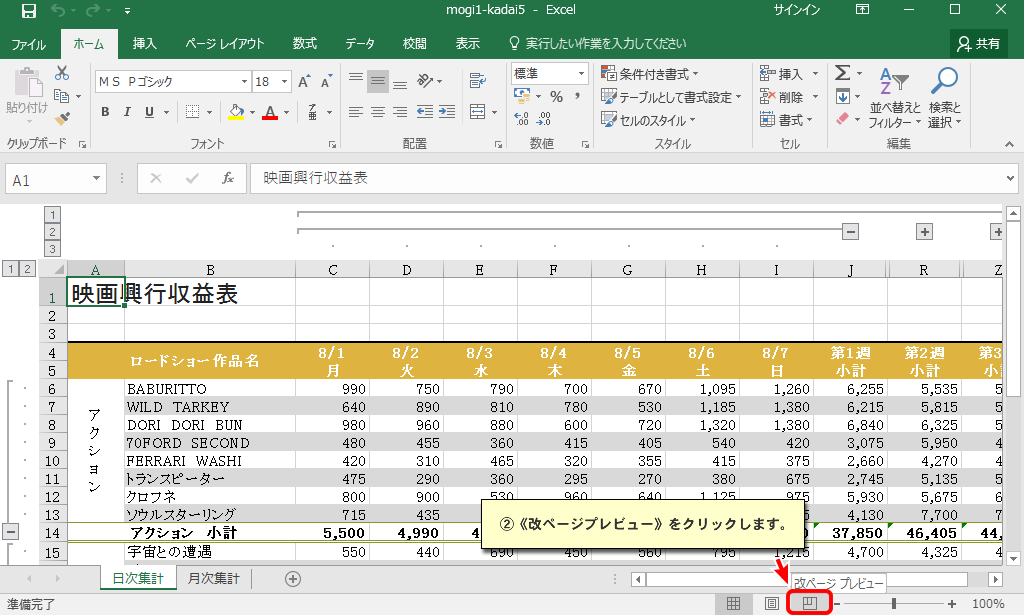 mogi1-kadai5 - Excel
サインイン
ファイル ホーム 挿入 ページ レイアウト 数式 データ 校閲 表示 実行したい作業を入力してください 共有
貼り付け
クリップボード
ＭＳ Ｐゴシック 18 A A
B I U A
フォント
配置
標準
% ,
数値
条件付き書式
テーブルとして書式設定
セルのスタイル
スタイル
挿入
削除
書式
セル
Σ
並べ替えと フィルター
検索と 選択
編集
A1 fx 映画興行収益表
1
2
3
1 2 A B C D E F G H I J R Z
1 映画興行収益表
2
3
4 ロードショー作品名 8/1 8/2 8/3 8/4 8/5 8/6 8/7 第1週 第2週 第3
5 月 火 水 木 金 土 日 小計 小計 小
アクション
6 BABURITTO 990 750 790 700 670 1,095 1,260 6,255 5,535 5
7 WILD TARKEY 640 890 810 780 530 1,185 1,380 6,215 5,815 5
8 DORI DORI BUN 980 960 880 600 720 1,320 1,380 6,840 6,325 5
9 70FORD SECOND 480 455 360 415 405 540 420 3,075 5,950 4
10 FERRARI WASHI 420 310 465 320 355 415 375 2,660 4,270 4
11 トランスピーター 475 290 360 295 270 380 675 2,745 5,135 5
12 クロフネ 800 900 530 960 640 1,125 975 5,930 5,675 6
13 ソウルスターリング 715 435 4,130 7,700 7
14 アクション 小計 5,500 4,990 4 37,850 46,405 44,
15 宇宙との遭遇 550 440 690 450 560 795 1,215 4,700 4,325 4
②《改ページプレビュー》をクリックします。
日次集計 月次集計
改ページ プレビュー
準備完了 100%